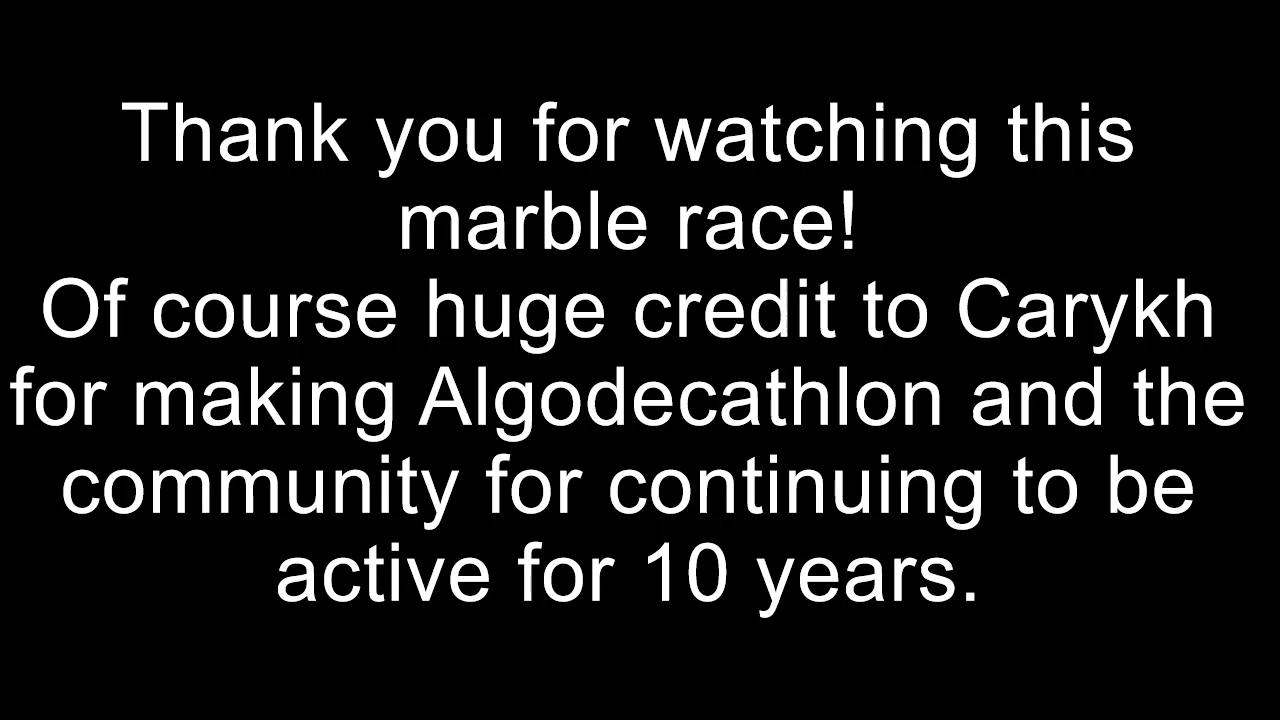 Thank you for watching this
marble race!
Of course huge credit to Carykh
for making Algodecathlon and the
community for continuing to be
active for 10 years.